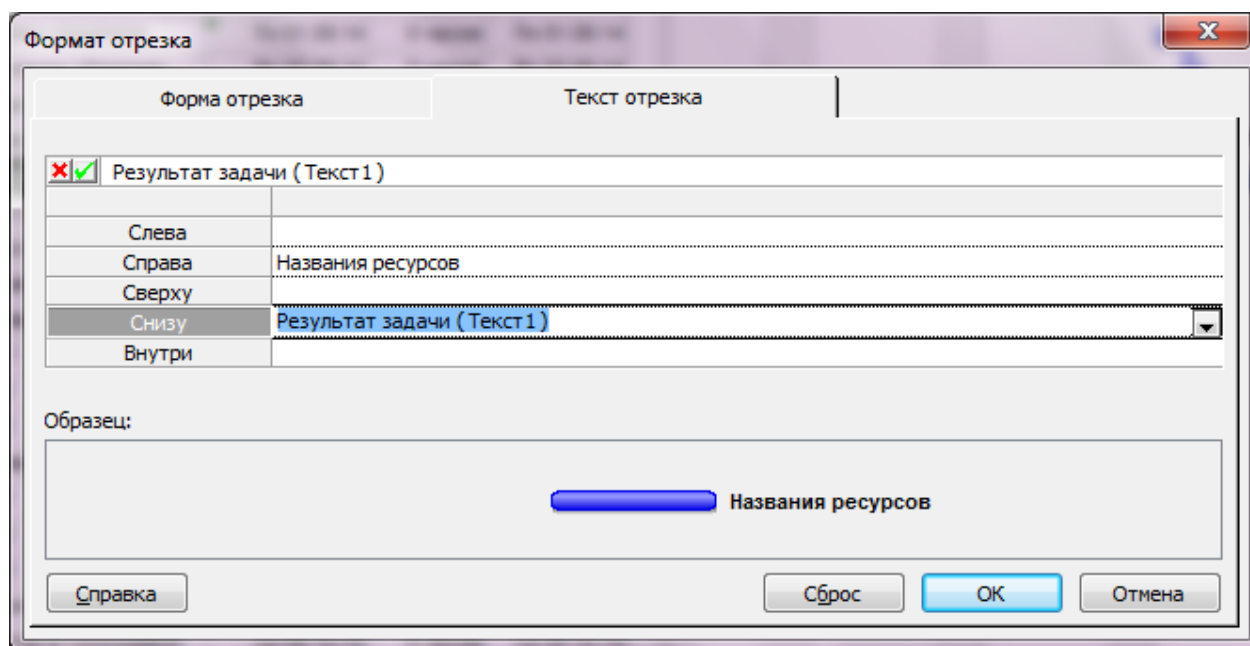 Формат отрезка
Форма отрезка Текст отрезка
Результат задачи (Текст1)
Слева
Справа Названия ресурсов
Сверху
Снизу Результат задачи (Текст1)
Внутри
Образец:
Названия ресурсов
Справка Сброс ОК Отмена